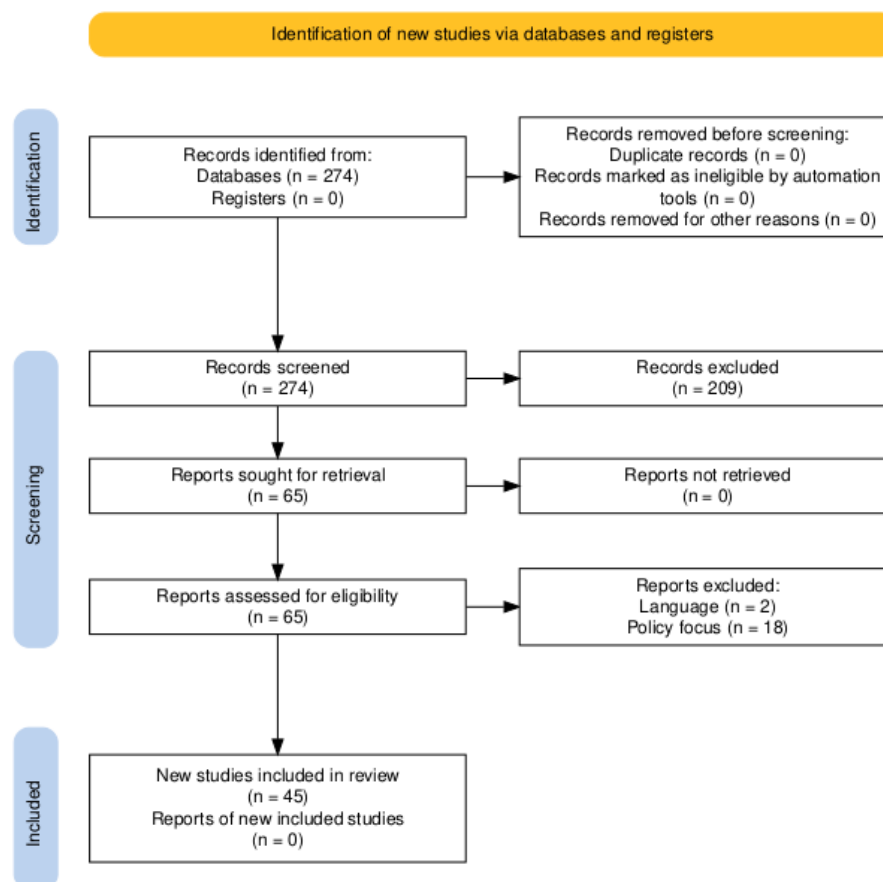 Identification of new studies via databases and registers
Identification
Records identified from:
Databases (n = 274)
Registers (n = 0)
Records removed before screening:
Duplicate records (n = 0)
Records marked as ineligible by automation
tools (n = 0)
Records removed for other reasons (n = 0)
Screening
Records screened
(n = 274)
Records excluded
(n = 209)
Reports sought for retrieval
(n = 65)
Reports not retrieved
(n = 0)
Reports assessed for eligibility
(n = 65)
Reports excluded:
Language (n = 2)
Policy focus (n = 18)
Included
New studies included in review
(n = 45)
Reports of new included studies
(n = 0)